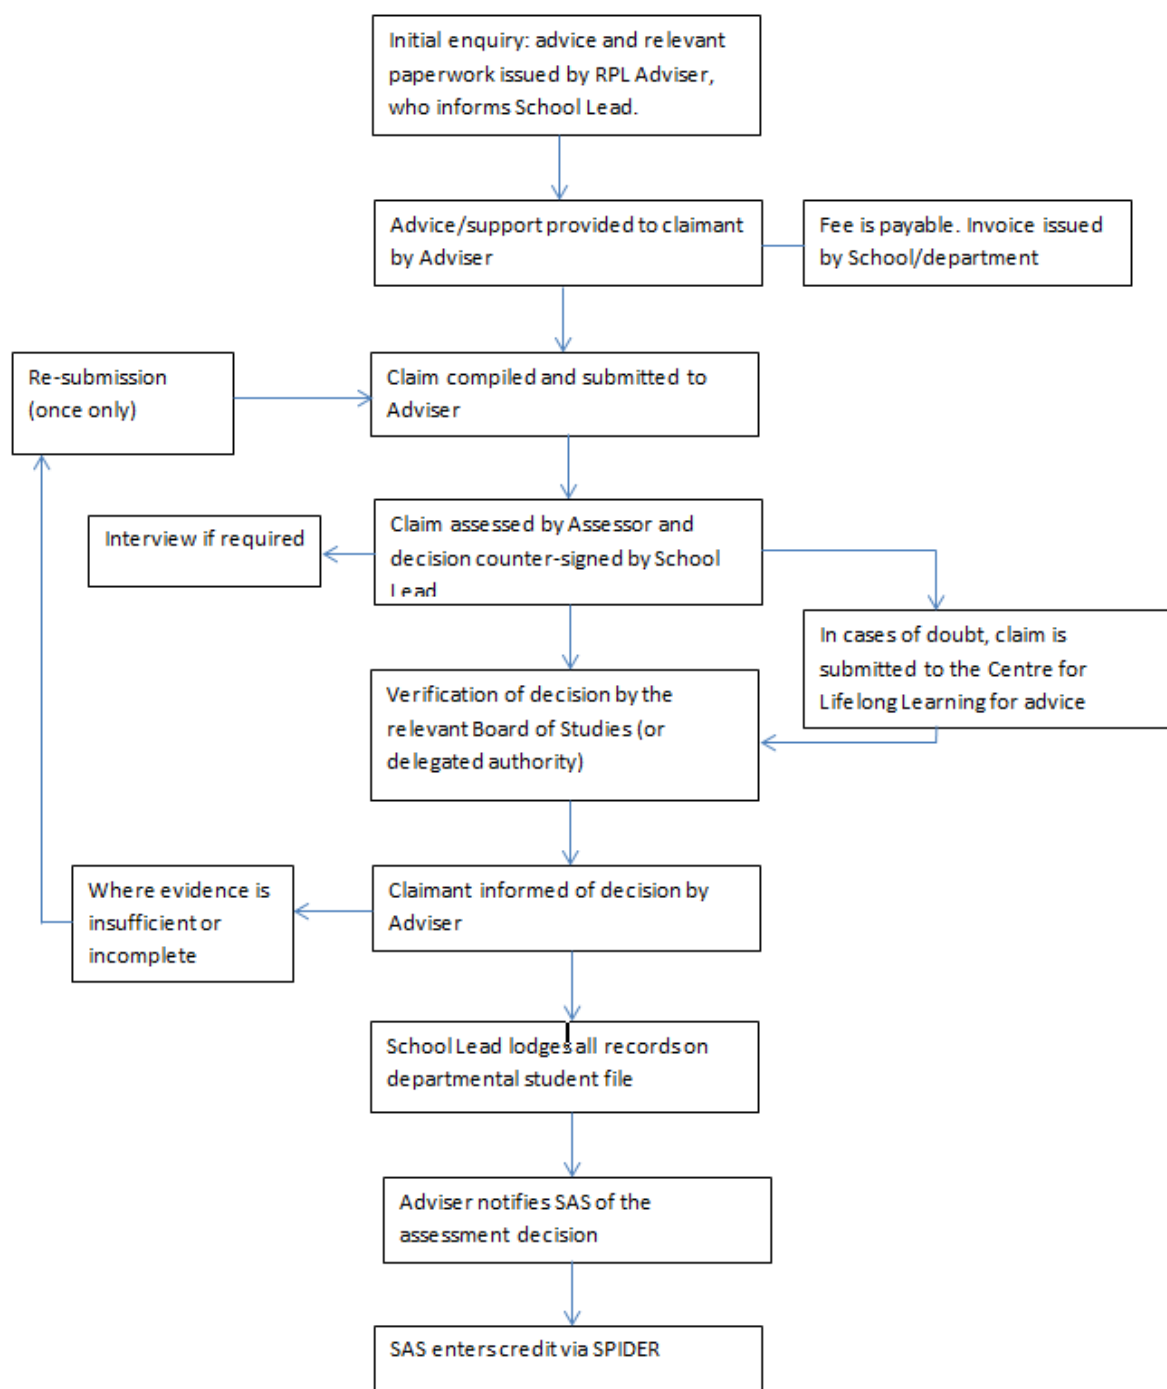 Initial enquiry: advice and relevant
paperwork issued by RPL Adviser,
who informs School Lead.
Advice/support provided to claimant
by Adviser
Fee is payable. Invoice issued
by School/department
Re-submission
(once only)
Claim compiled and submitted to
Adviser
Interview if required
Claim assessed by Assessor and
decision counter-signed by School
Lead
In cases of doubt, claim is
submitted to the Centre for
Lifelong Learning for advice
Verification of decision by the
relevant Board of Studies (or
delegated authority)
Where evidence is
insufficient or
incomplete
Claimant informed of decision by
Adviser
School Lead lodges all records on
departmental student file
Adviser notifies SAS of the
assessment decision
SAS enters credit via SPIDER